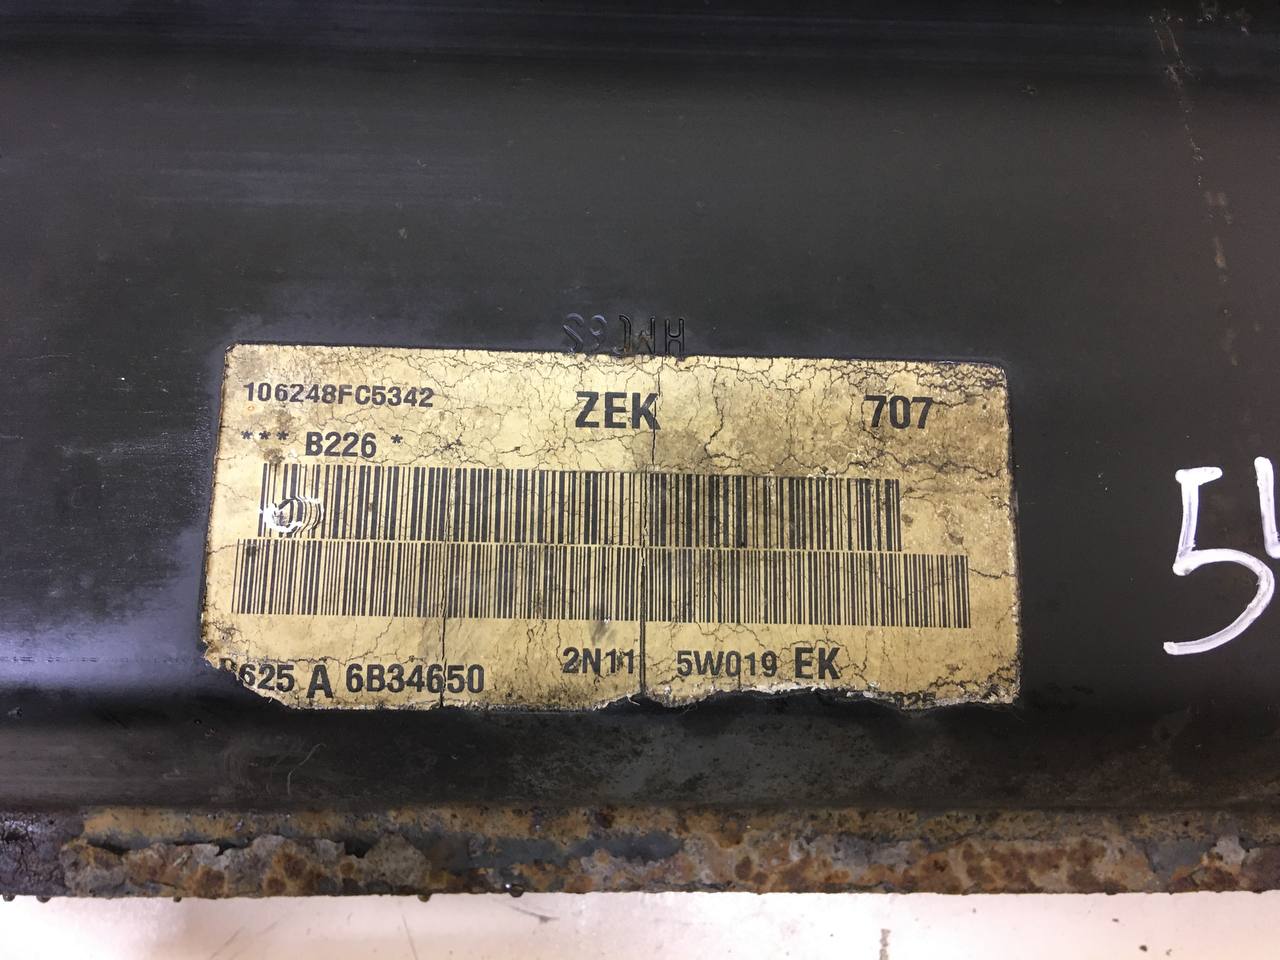 106248FC5342 ZEK 707
*** B226 *
625 A 6B34650 2N11 5W019 EK